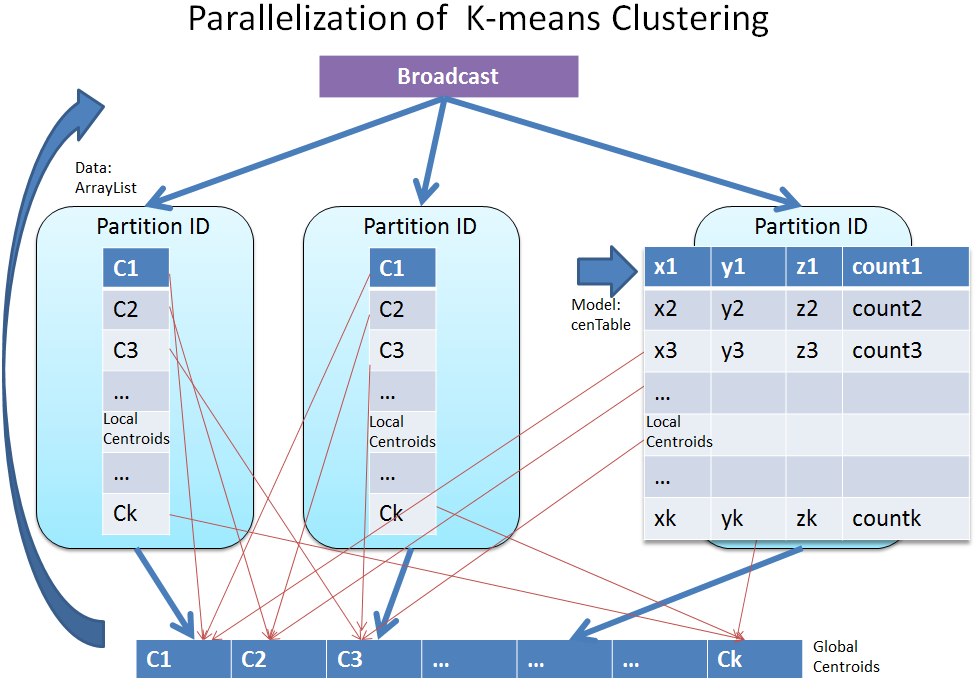 Parallelization of K-means Clustering
Broadcast
Data:
ArrayList
Partition ID
C1
C2
C3
...
Local
Centroids
...
Ck
Partition ID
C1
C2
C3
...
Local
Centroids
...
Ck
Partition ID
Model:
cenTable
x1 y1 z1 count1
x2 y2 z2 count2
x3 y3 z3 count3
...
Local
Centroids
...
xk yk zk countk
C1 C2 C3 ... ... ... Ck
Global
Centroids